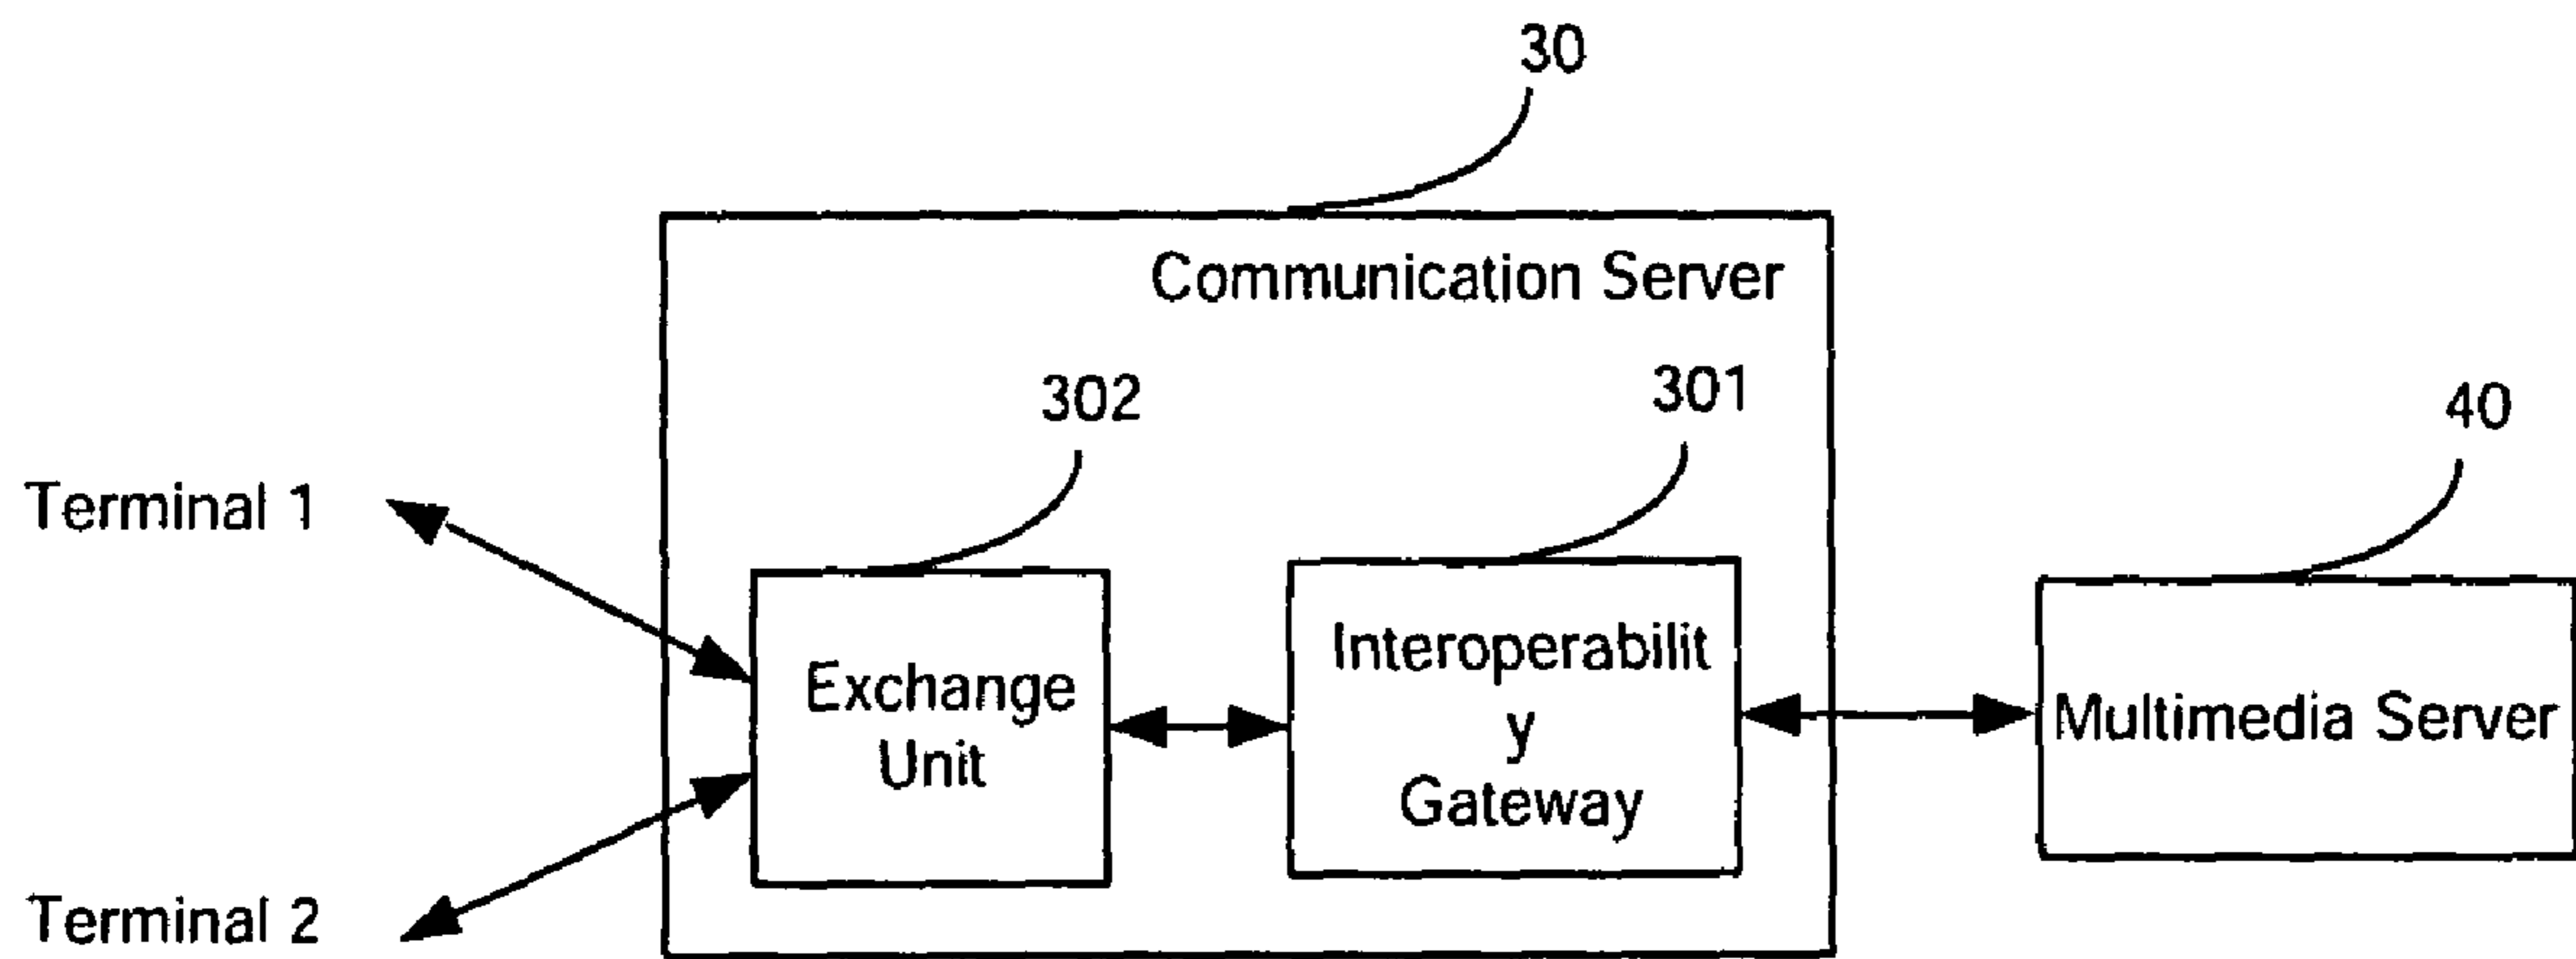 30
Communication Server
302
301
40
Terminal 1
Exchange
Unit
Interoperabilit
y
Gateway
Multimedia Server
Terminal 2